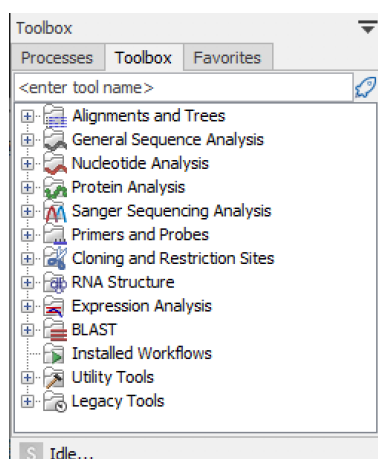 Toolbox
Processes Toolbox Favorites
<enter tool name>
Alignments and Trees
General Sequence Analysis
Nucleotide Analysis
Protein Analysis
Sanger Sequencing Analysis
Primers and Probes
Cloning and Restriction Sites
RNA Structure
Expression Analysis
BLAST
Installed Workflows
Utility Tools
Legacy Tools
S Idle...